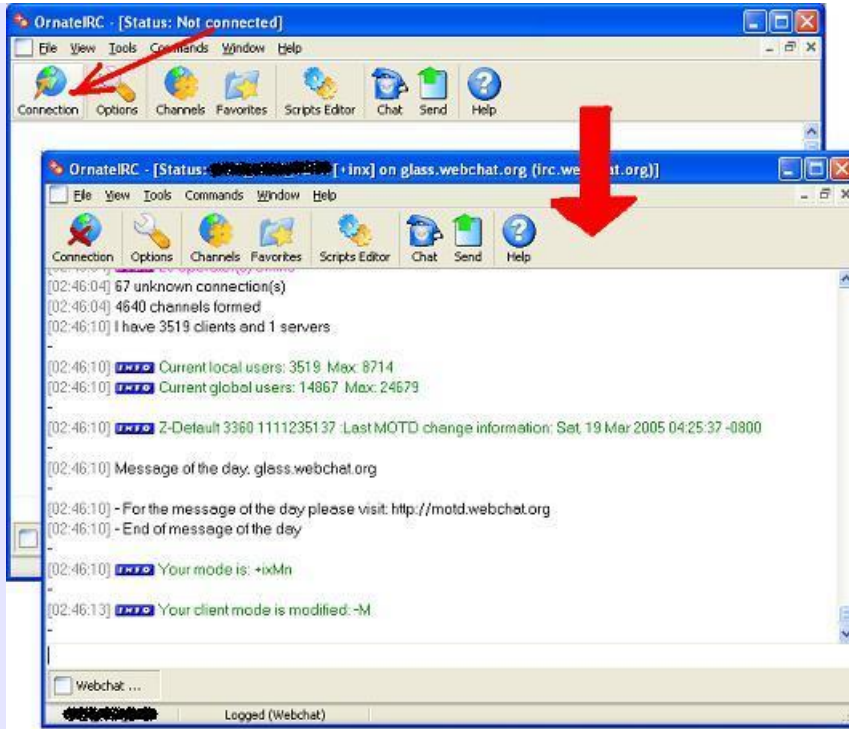 OrnateIRC - [Status: Not connected]
File View Tools Commands Window Help
Connection Options Channels Favorites Scripts Editor Chat Send Help
OrnateIRC - [Status: [+inx] on glass.webchat.org (irc.webchat.org)]
File View Tools Commands Window Help
Connection Options Channels Favorites Scripts Editor Chat Send Help
[02:46:04] 67 unknown connection(s)
[02:46:04] 4640 channels formed
[02:46:10] I have 3519 clients and 1 servers
-
[02:46:10] INFO Current local users: 3519 Max: 8714
[02:46:10] INFO Current global users: 14867 Max: 24679
-
[02:46:10] INFO Z-Default 3360 1111235137 :Last MOTD change information: Sat, 19 Mar 2005 04:25:37 -0800
-
[02:46:10] Message of the day, glass.webchat.org
-
[02:46:10] - For the message of the day please visit: http://motd.webchat.org
[02:46:10] - End of message of the day
-
[02:46:10] INFO Your mode is: +ixMn
-
[02:46:13] INFO Your client mode is modified: -M
-
Webchat ...
Logged (Webchat)